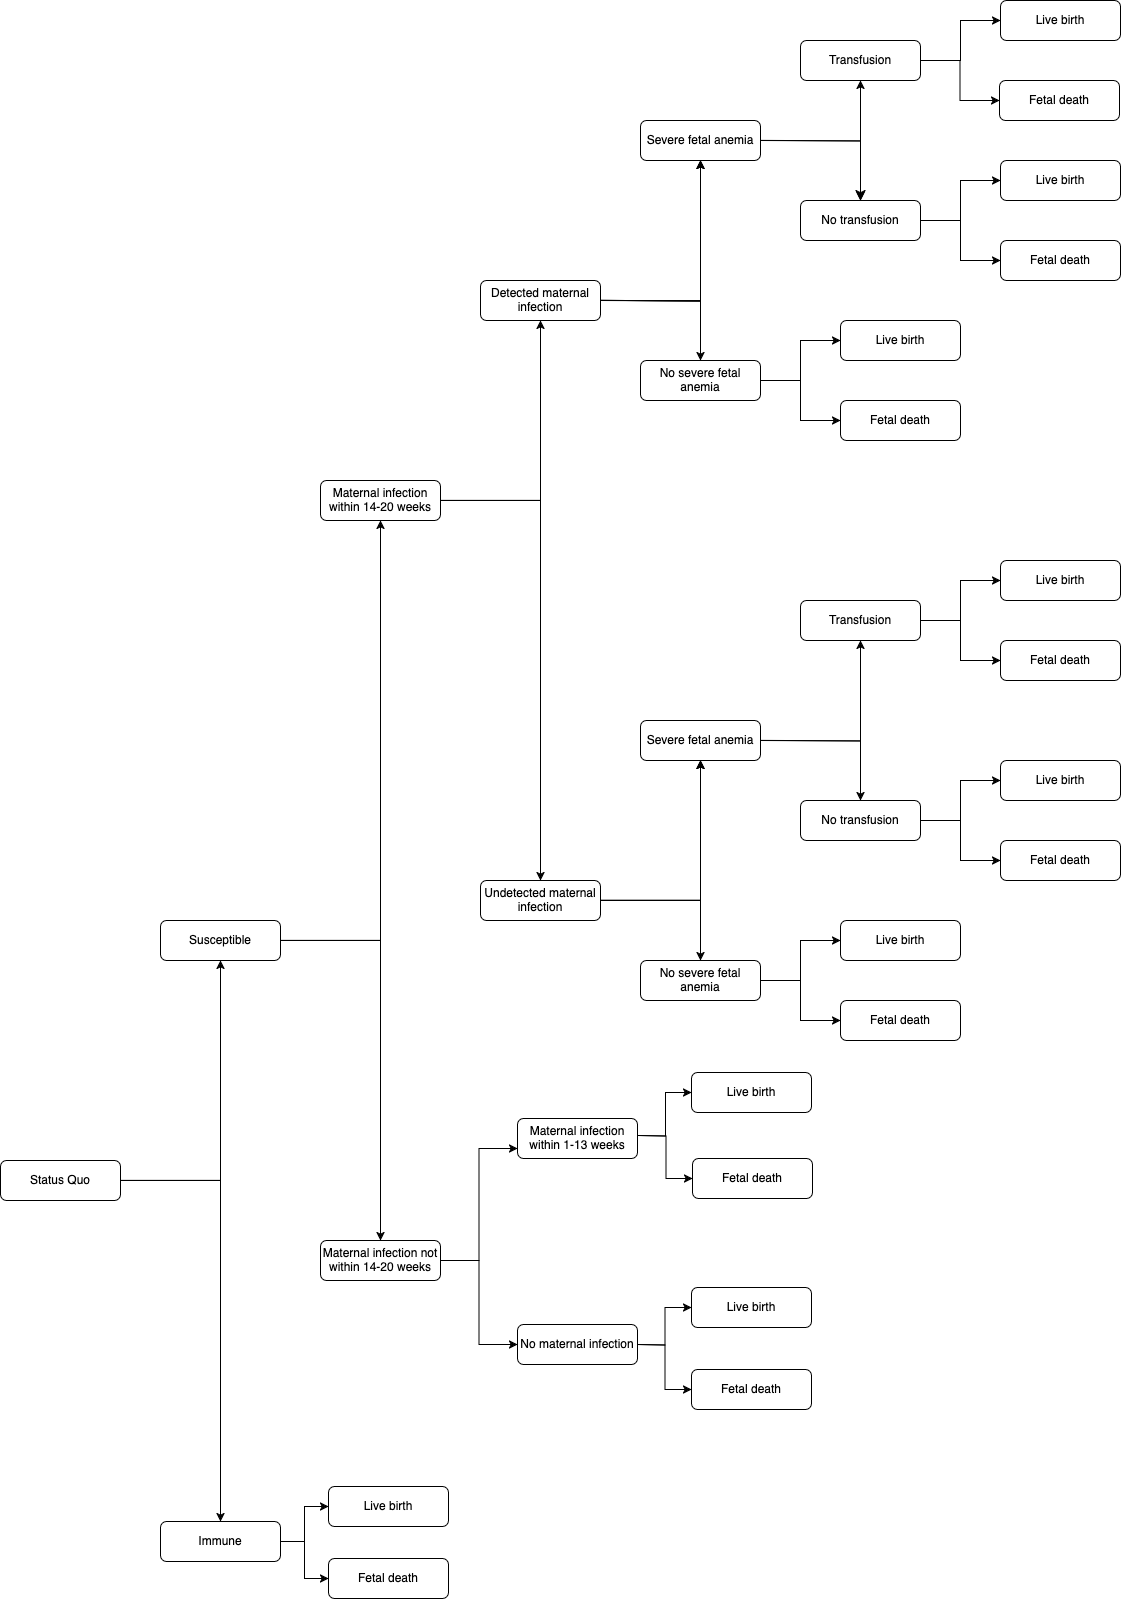 Live birth
Transfusion
Fetal death
Severe fetal anemia
Live birth
No transfusion
Fetal death
Detected maternal
infection
Live birth
No severe fetal
anemia
Fetal death
Maternal infection
within 14-20 weeks
Live birth
Transfusion
Fetal death
Severe fetal anemia
Live birth
No transfusion
Fetal death
Undetected maternal
infection
Susceptible
Live birth
No severe fetal
anemia
Fetal death
Live birth
Maternal infection
within 1-13 weeks
Fetal death
Status Quo
Maternal infection not
within 14-20 weeks
Live birth
No maternal infection
Fetal death
Live birth
Immune
Fetal death